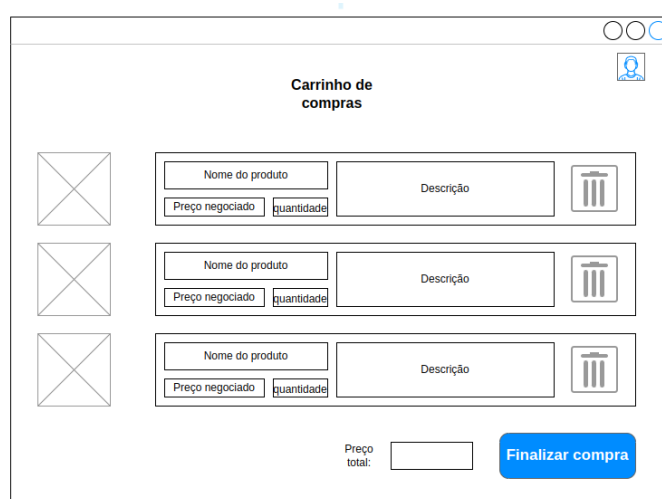 Carrinho de
compras
Nome do produto
Descrição
Preço negociado
quantidade
Nome do produto
Descrição
Preço negociado
quantidade
Nome do produto
Descrição
Preço negociado
quantidade
Preço
total:
Finalizar compra